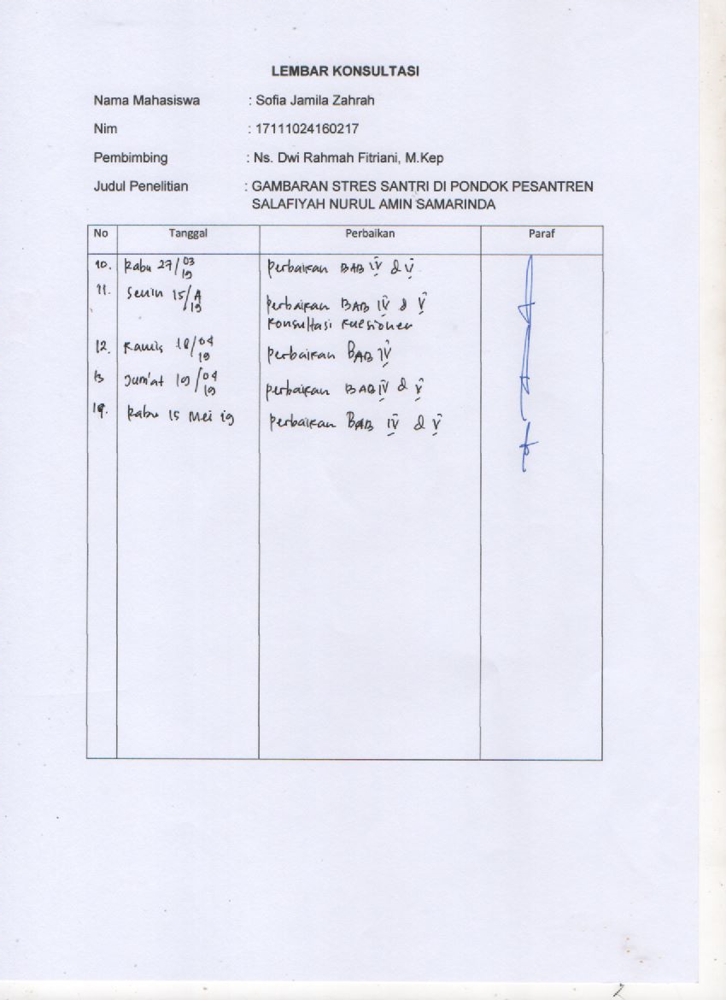 LEMBAR KONSULTASI
Nama Mahasiswa : Sofia Jamila Zahrah
Nim : 17111024160217
Pembimbing : Ns. Dwi Rahmah Fitriani, M.Kep
Judul Penelitian : GAMBARAN STRES SANTRI DI PONDOK PESANTREN
SALAFIYAH NURUL AMIN SAMARINDA
No Tanggal Perbaikan Paraf
10. Rabu 27/03 19 Perbaikan BAB IV & V
11. Senin 15/4 19 Perbaikan BAB IV & V
Konsultasi Kuesioner
12. Kamis 18/04 19 Perbaikan BAB IV
13 Jum'at 19/04 19 Perbaikan BAB IV & V
14. Rabu 15 Mei 19 Perbaikan BAB IV & V
2